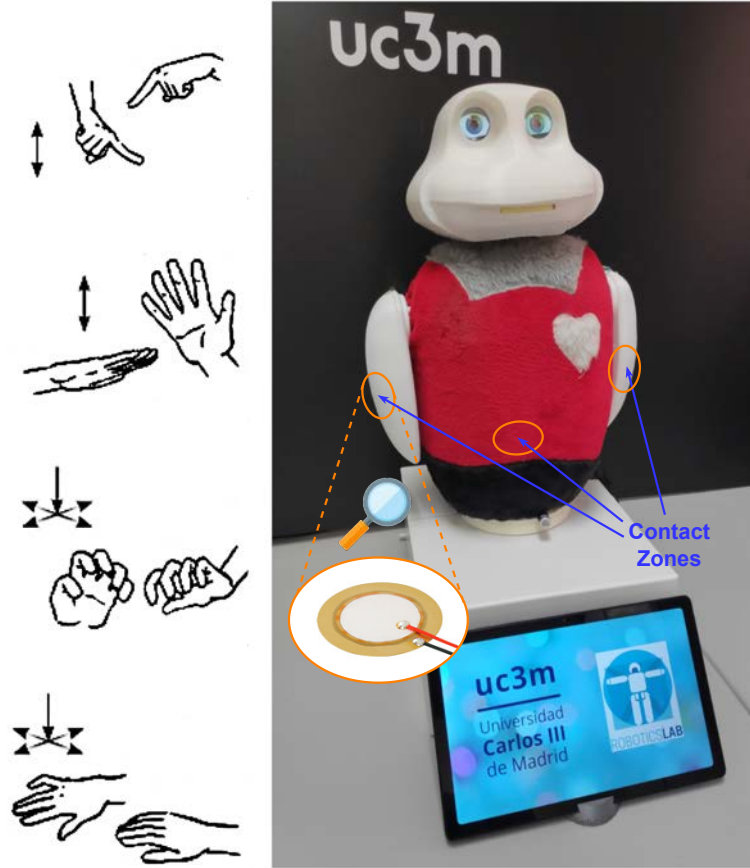 uc3m
Contact
Zones
uc3m
Universidad
Carlos III
de Madrid
ROBOTICSLAB